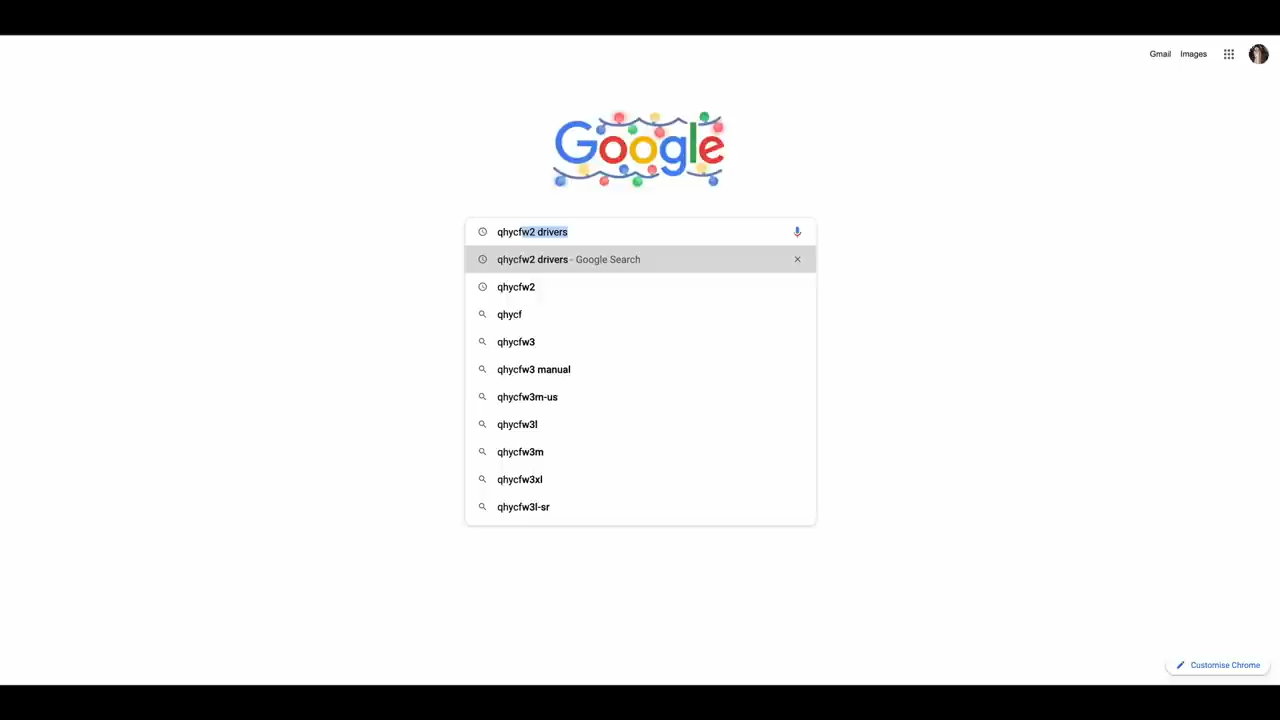 Gmail Images
Google
qhycfw2 drivers
qhycfw2 drivers - Google Search
qhycfw2
qhycf
qhycfw3
qhycfw3 manual
qhycfw3m-us
qhycfw3l
qhycfw3m
qhycfw3xl
qhycfw3l-sr
Customise Chrome